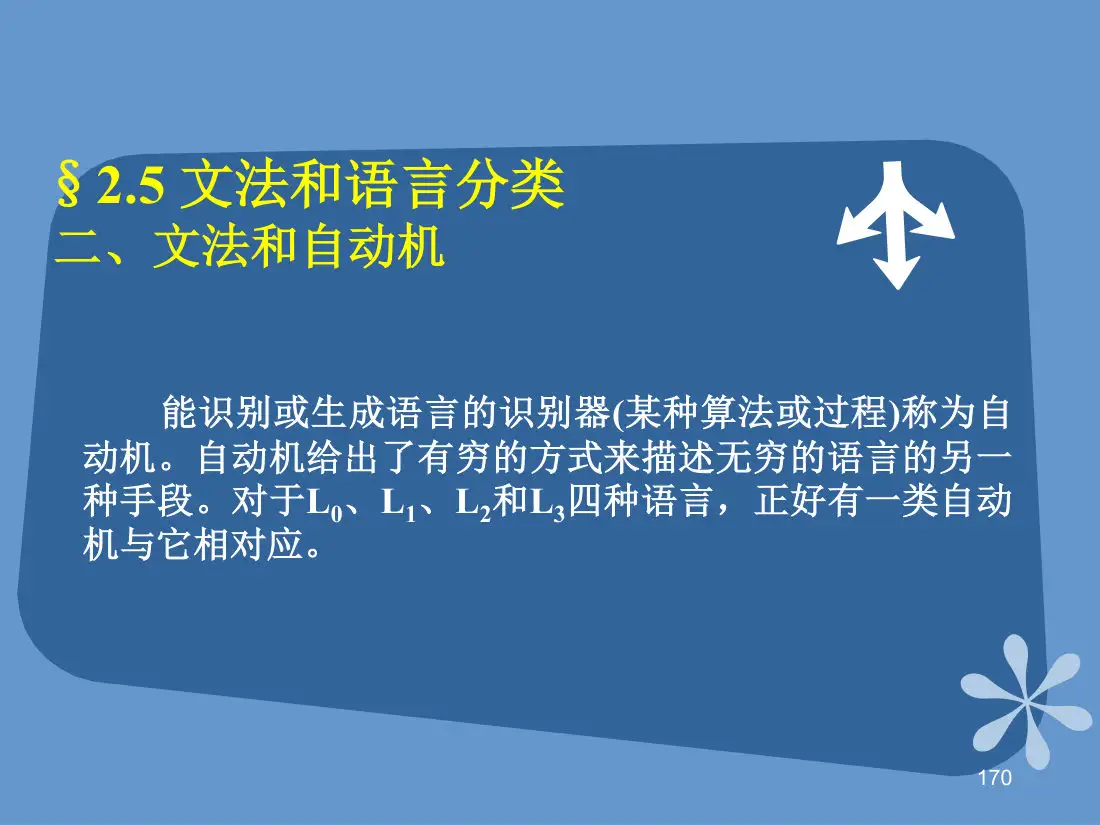 §2.5 文法和语言分类
二、文法和自动机
能识别或生成语言的识别器(某种算法或过程)称为自
动机。自动机给出了有穷的方式来描述无穷的语言的另一
种手段。对于L₀、L₁、L₂和L₃四种语言，正好有一类自动
机与它相对应。
170